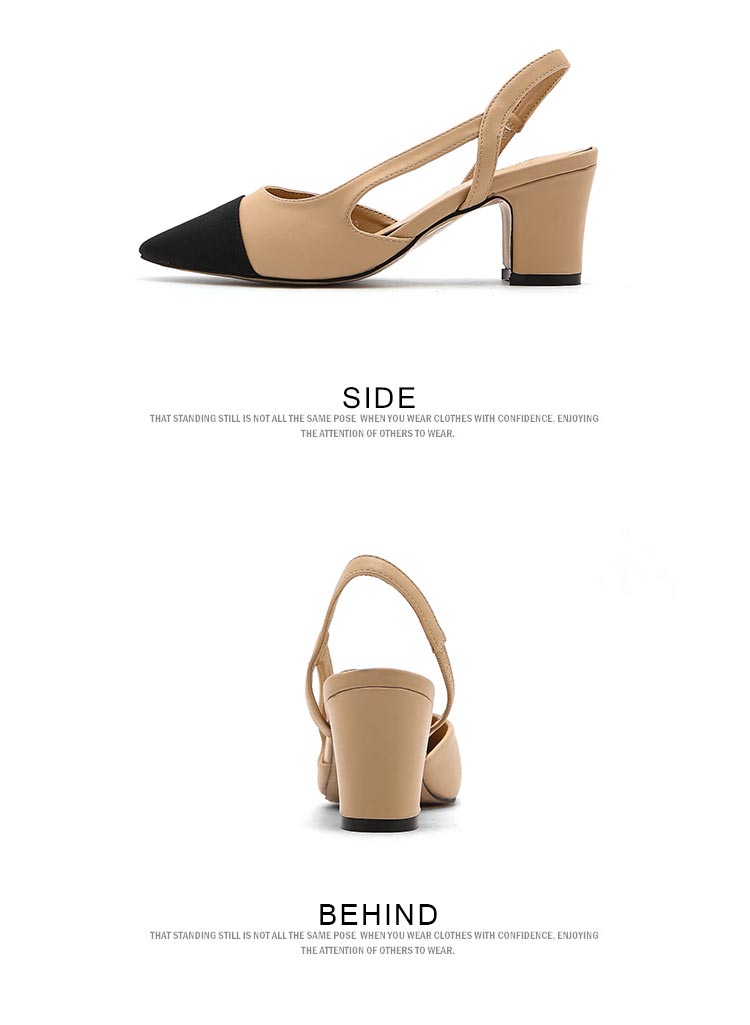 SIDE
THAT STANDING STILL IS NOT ALL THE SAME POSE WHEN YOU WEAR CLOTHES WITH CONFIDENCE, ENJOYING
THE ATTENTION OF OTHERS TO WEAR.
BEHIND
THAT STANDING STILL IS NOT ALL THE SAME POSE WHEN YOU WEAR CLOTHES WITH CONFIDENCE, ENJOYING
THE ATTENTION OF OTHERS TO WEAR.